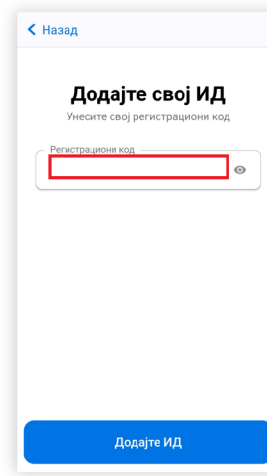 Назад
Додајте свој ИД
Унесите свој регистрациони код
Регистрациони код
Додајте ИД